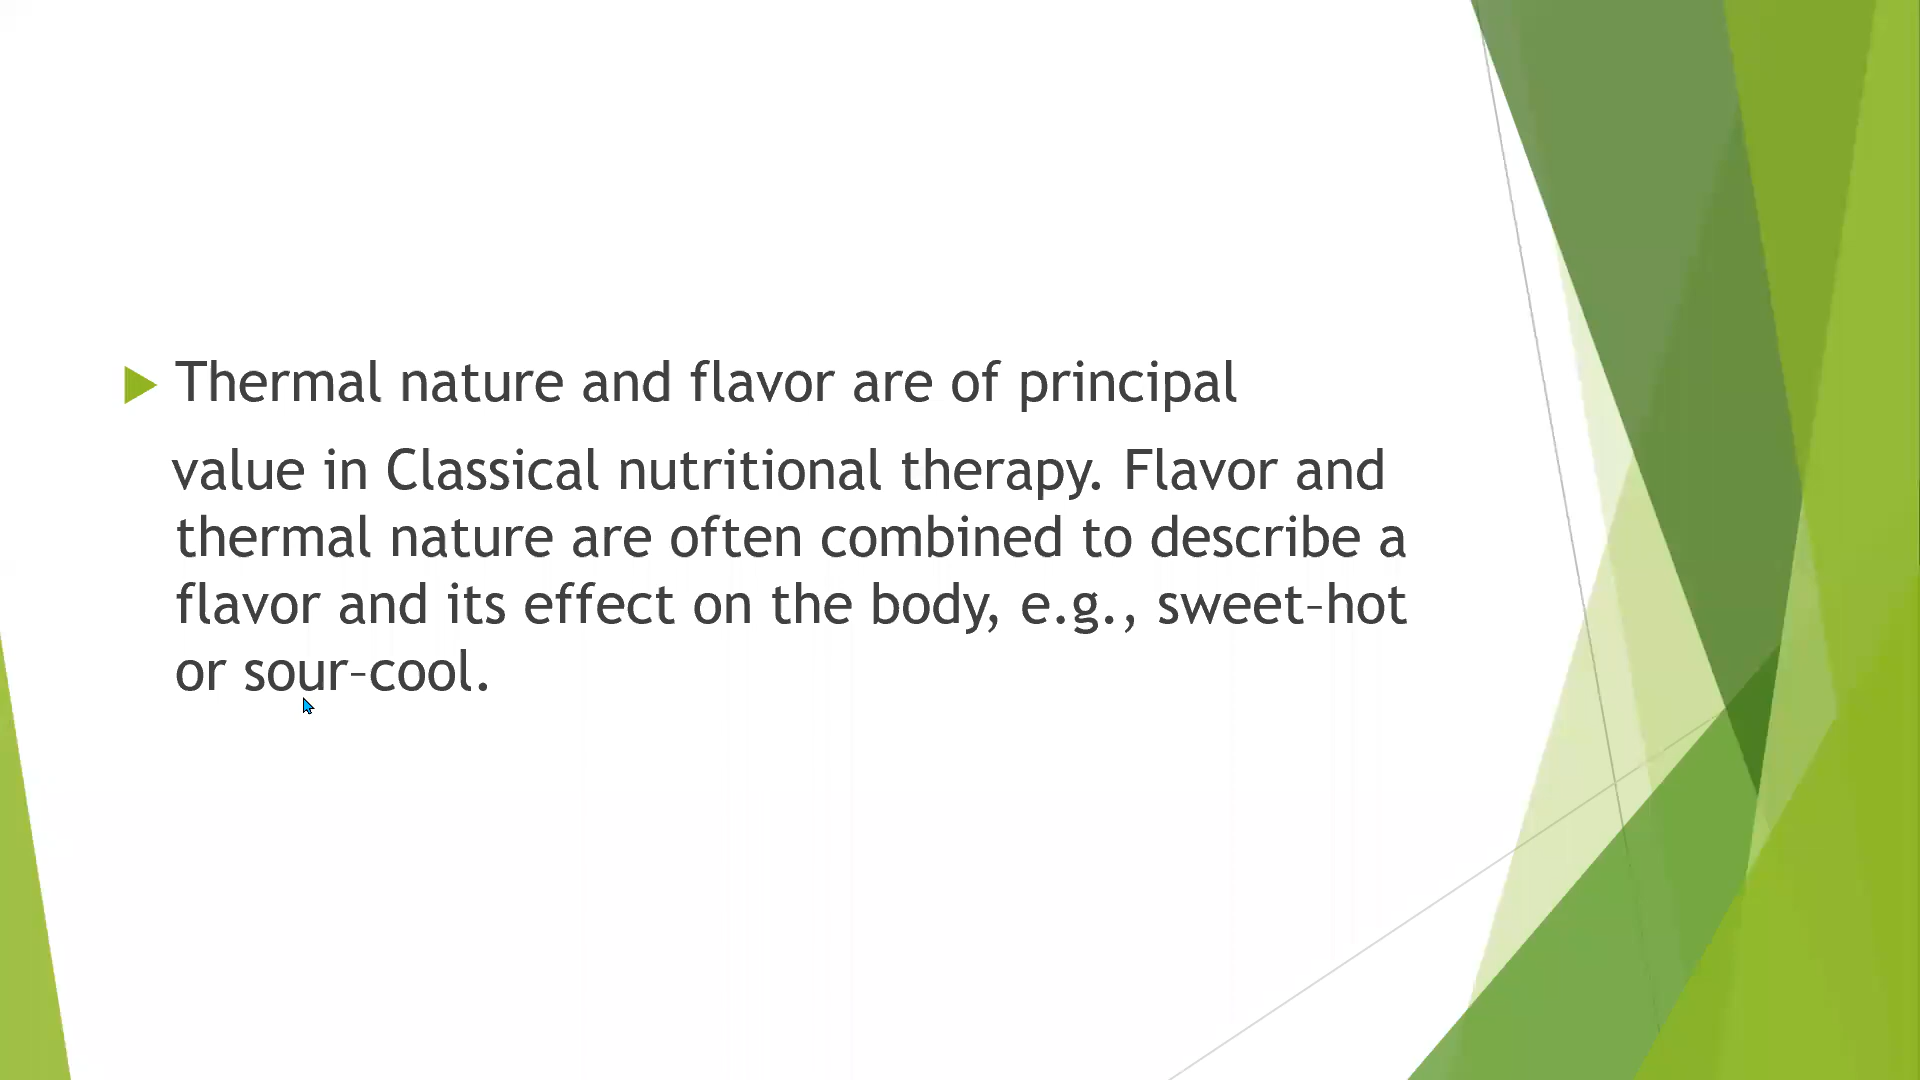 Thermal nature and flavor are of principal
value in Classical nutritional therapy. Flavor and
thermal nature are often combined to describe a
flavor and its effect on the body, e.g., sweet–hot
or sour–cool.